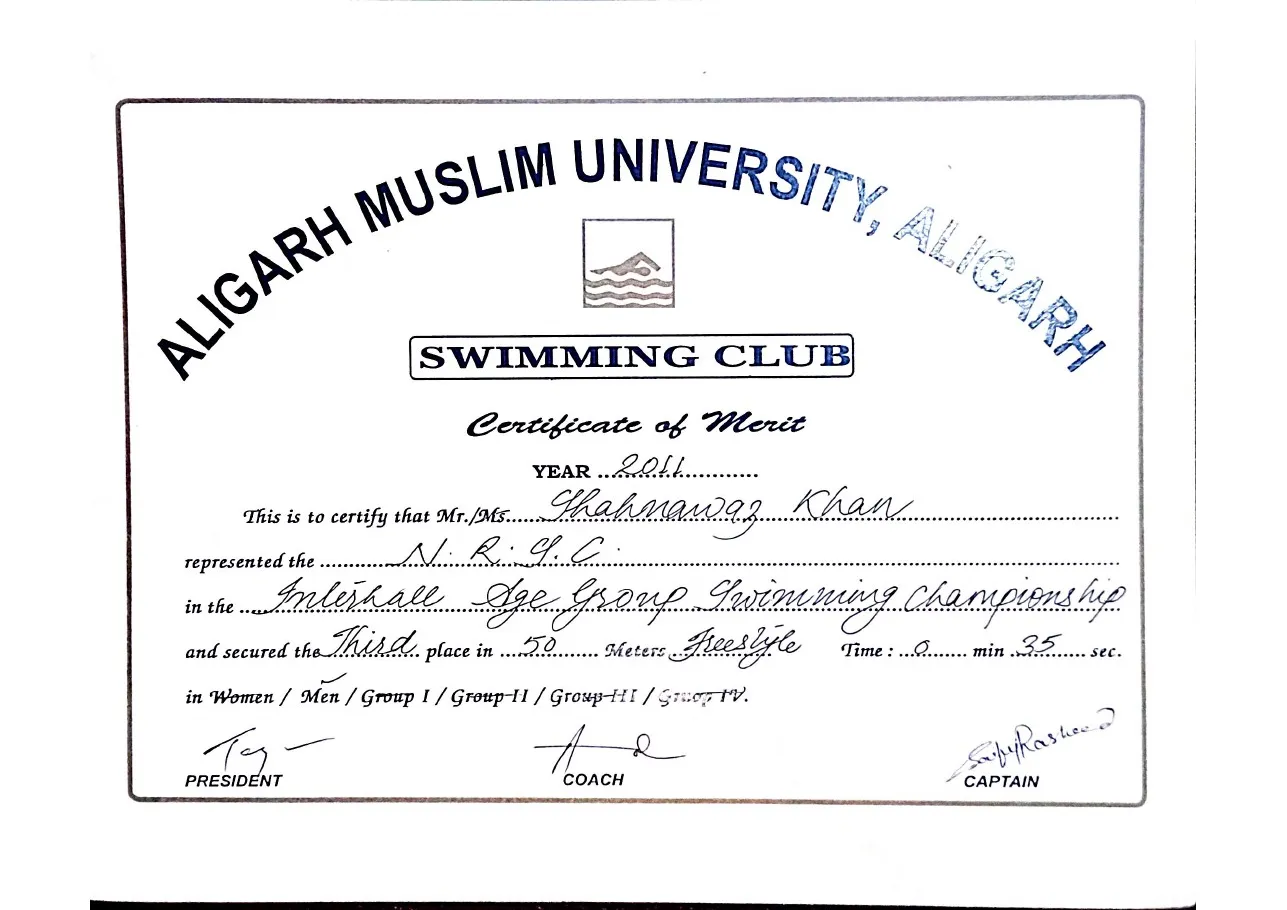 ALIGARH MUSLIM UNIVERSITY, ALIGARH
SWIMMING CLUB
Certificate of Merit
YEAR ...2011............
This is to certify that Mr./Ms......Shahnawaz Khan..............................
represented the ...............N. R. S. C...............................
in the .....Interhall Age Group Swimming Championship
and secured the Third place in ....50........ Meters Freestyle Time : ...0....... min ..35....... sec.
in Women / Men / Group I / Group-II / Group-III / Group IV.
PRESIDENT COACH CAPTAIN